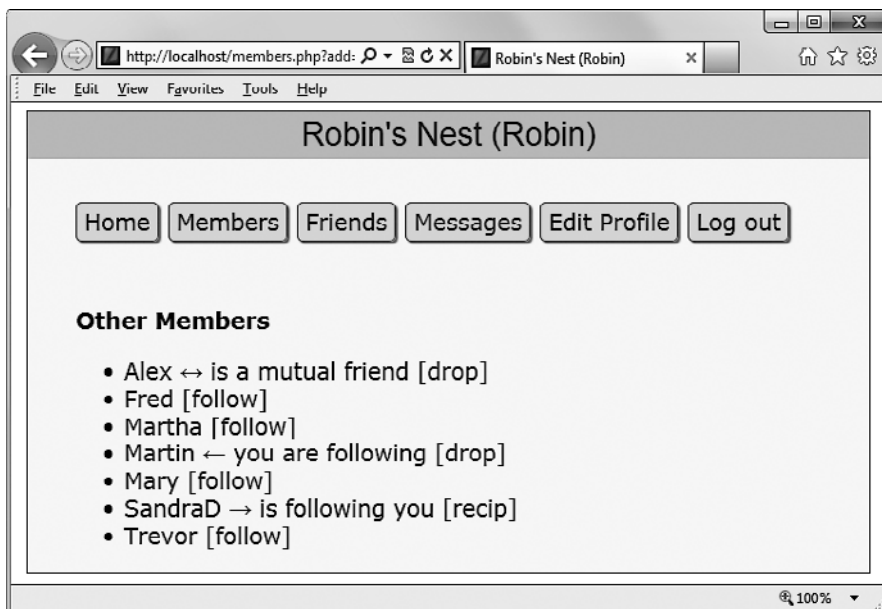 http://localhost/members.php?add=
Robin's Nest (Robin)
File Edit View Favorites Tools Help
Robin's Nest (Robin)
Home Members Friends Messages Edit Profile Log out
Other Members
• Alex ↔ is a mutual friend [drop]
• Fred [follow]
• Martha [follow]
• Martin ← you are following [drop]
• Mary [follow]
• SandraD → is following you [recip]
• Trevor [follow]
100%